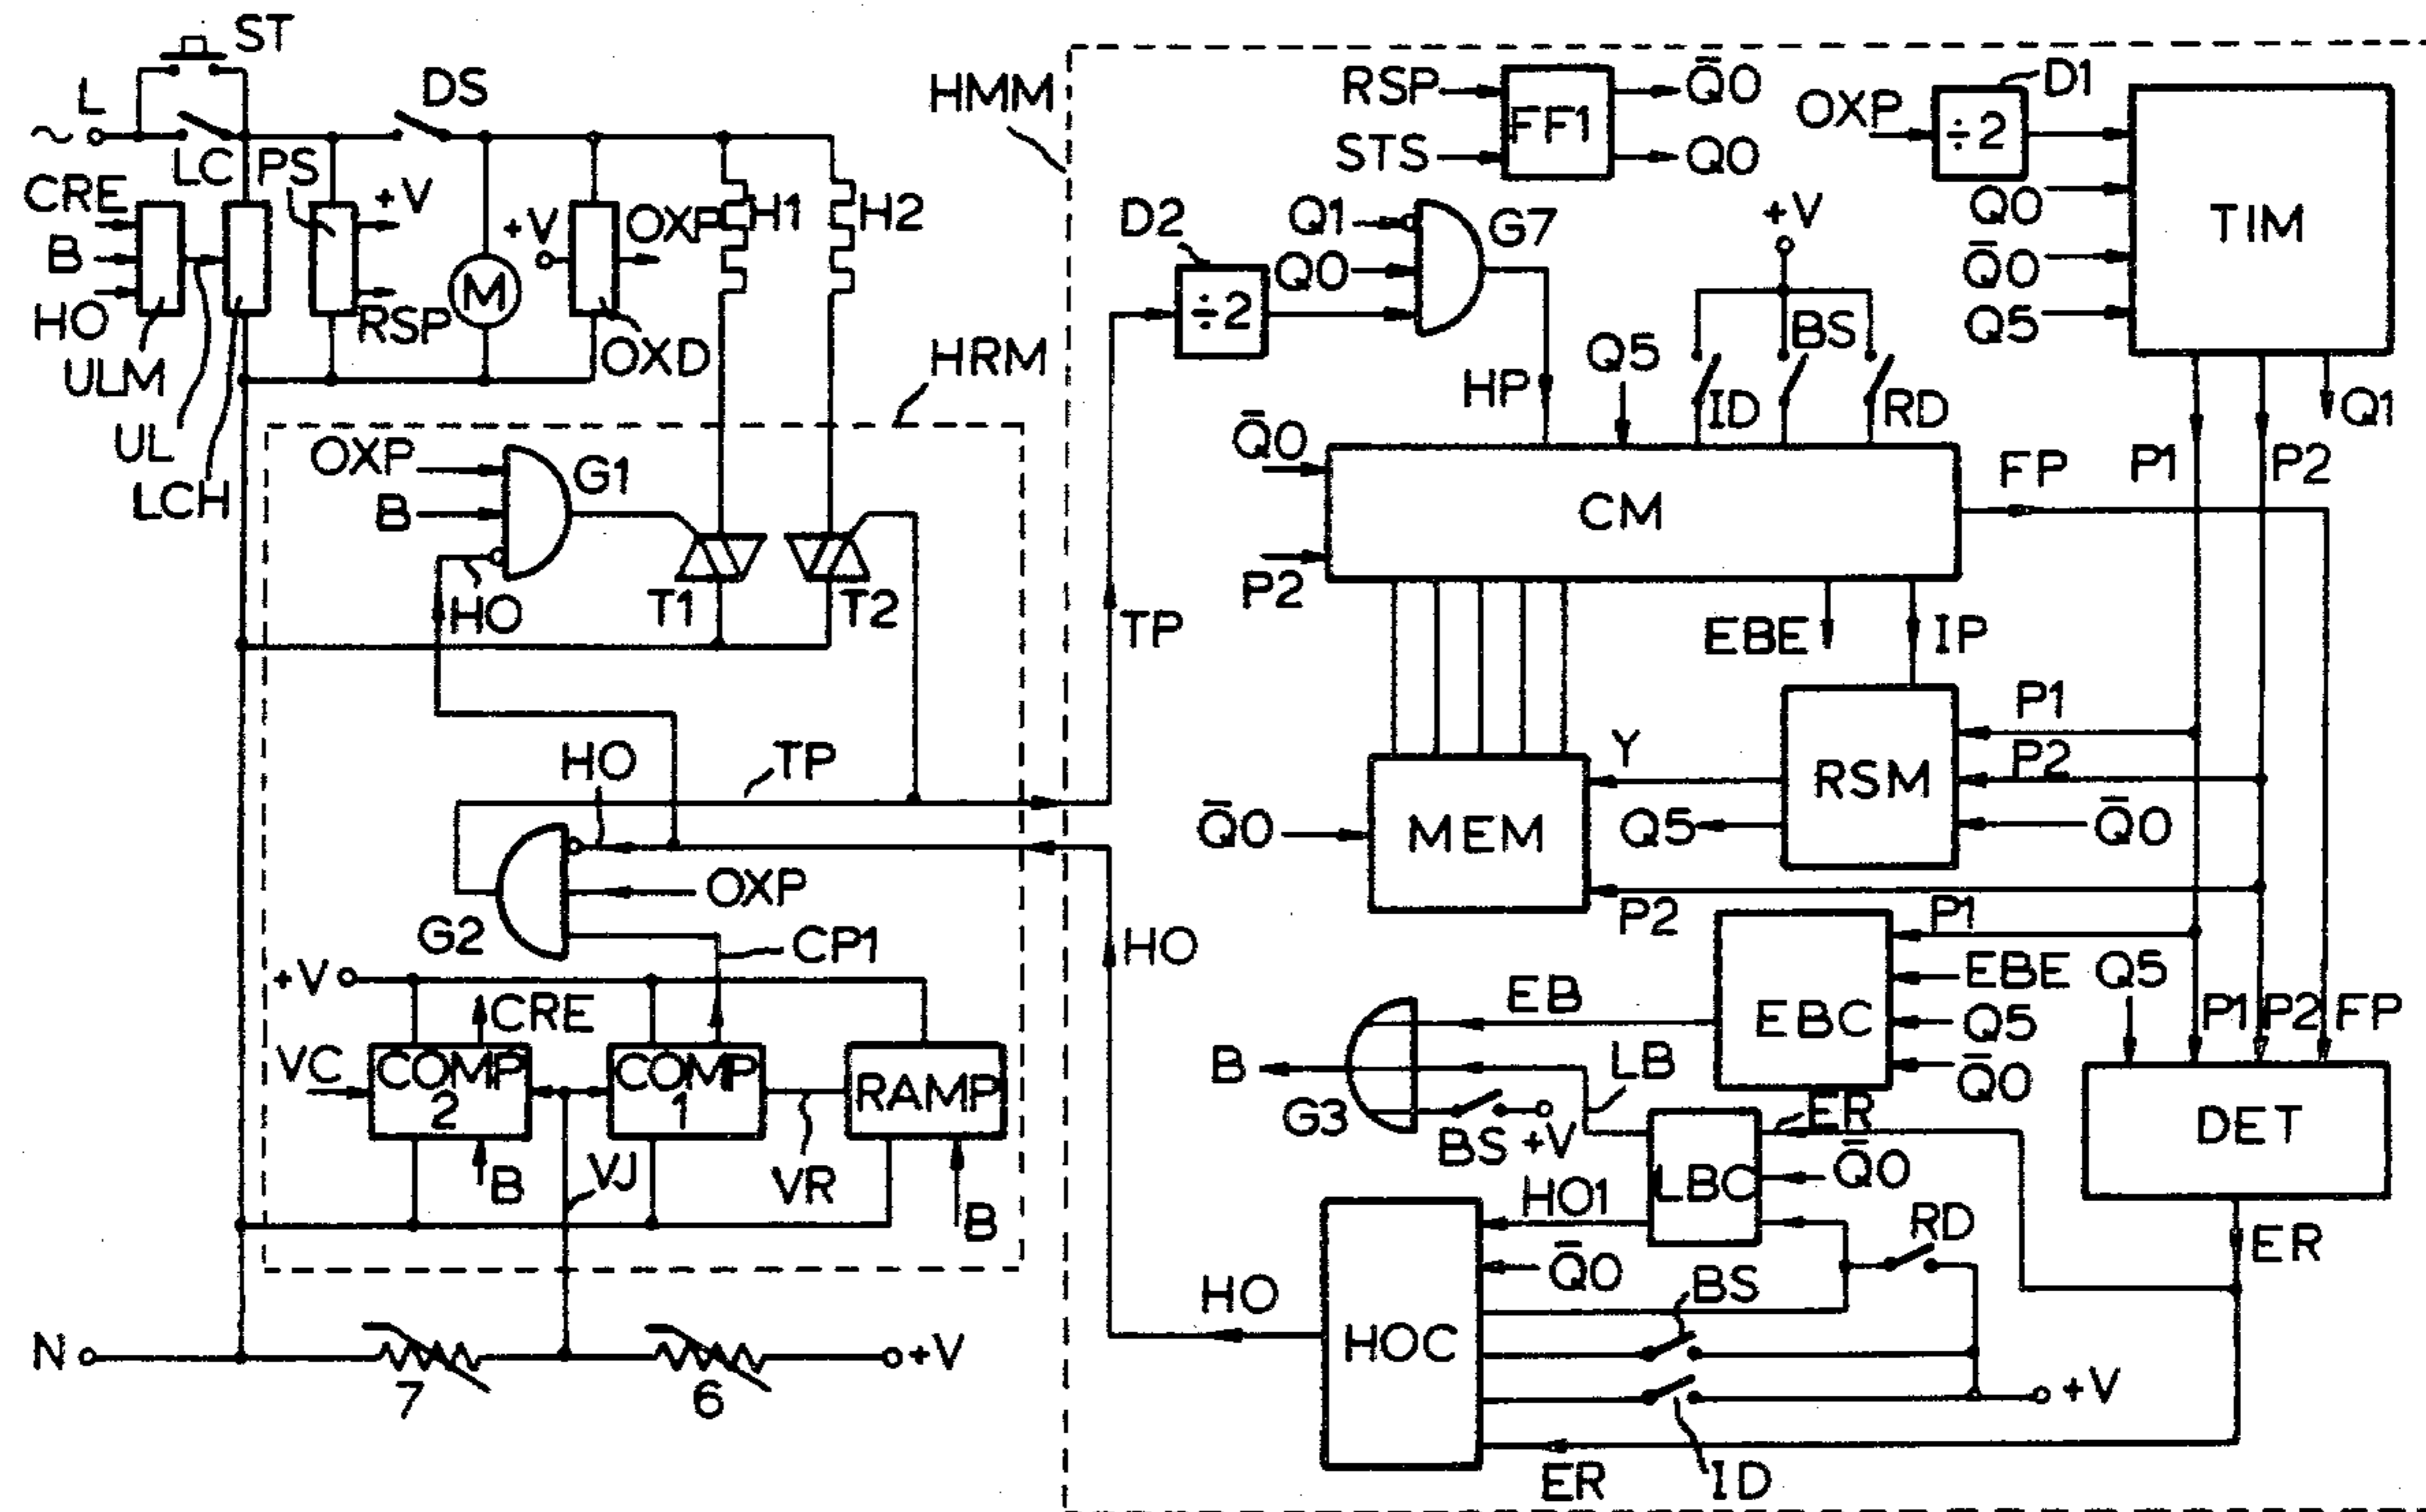 ST
L
~
LC
DS
CRE
B
HO
ULM
UL
LCH
PS
+V
RSP
M
+V
OXP
OXD
H1
H2
HRM
OXP
B
HO
G1
T1
T2
HO
TP
OXP
G2
CP1
+V
CRE
VC
COMP
2
COMP
1
RAMP
B
VJ
VR
B
N
7
6
+V
HMM
RSP
STS
FF1
Q̅0
Q0
OXP
D1
÷2
Q0
Q̅0
Q5
TIM
P1
P2
Q1
D2
÷2
Q1
Q0
G7
HP
Q5
+V
ID
BS
RD
Q̅0
P2
CM
FP
TP
EBE
IP
P1
P2
Q̅0
RSM
Y
Q5
Q̅0
MEM
P2
HO
P1
EBE
Q5
Q̅0
EBC
EB
B
G3
LB
BS
+V
ER
Q̅0
LBC
HO1
Q5
P1
P2
FP
DET
ER
HO
Q̅0
HOC
RD
BS
+V
ER
ID